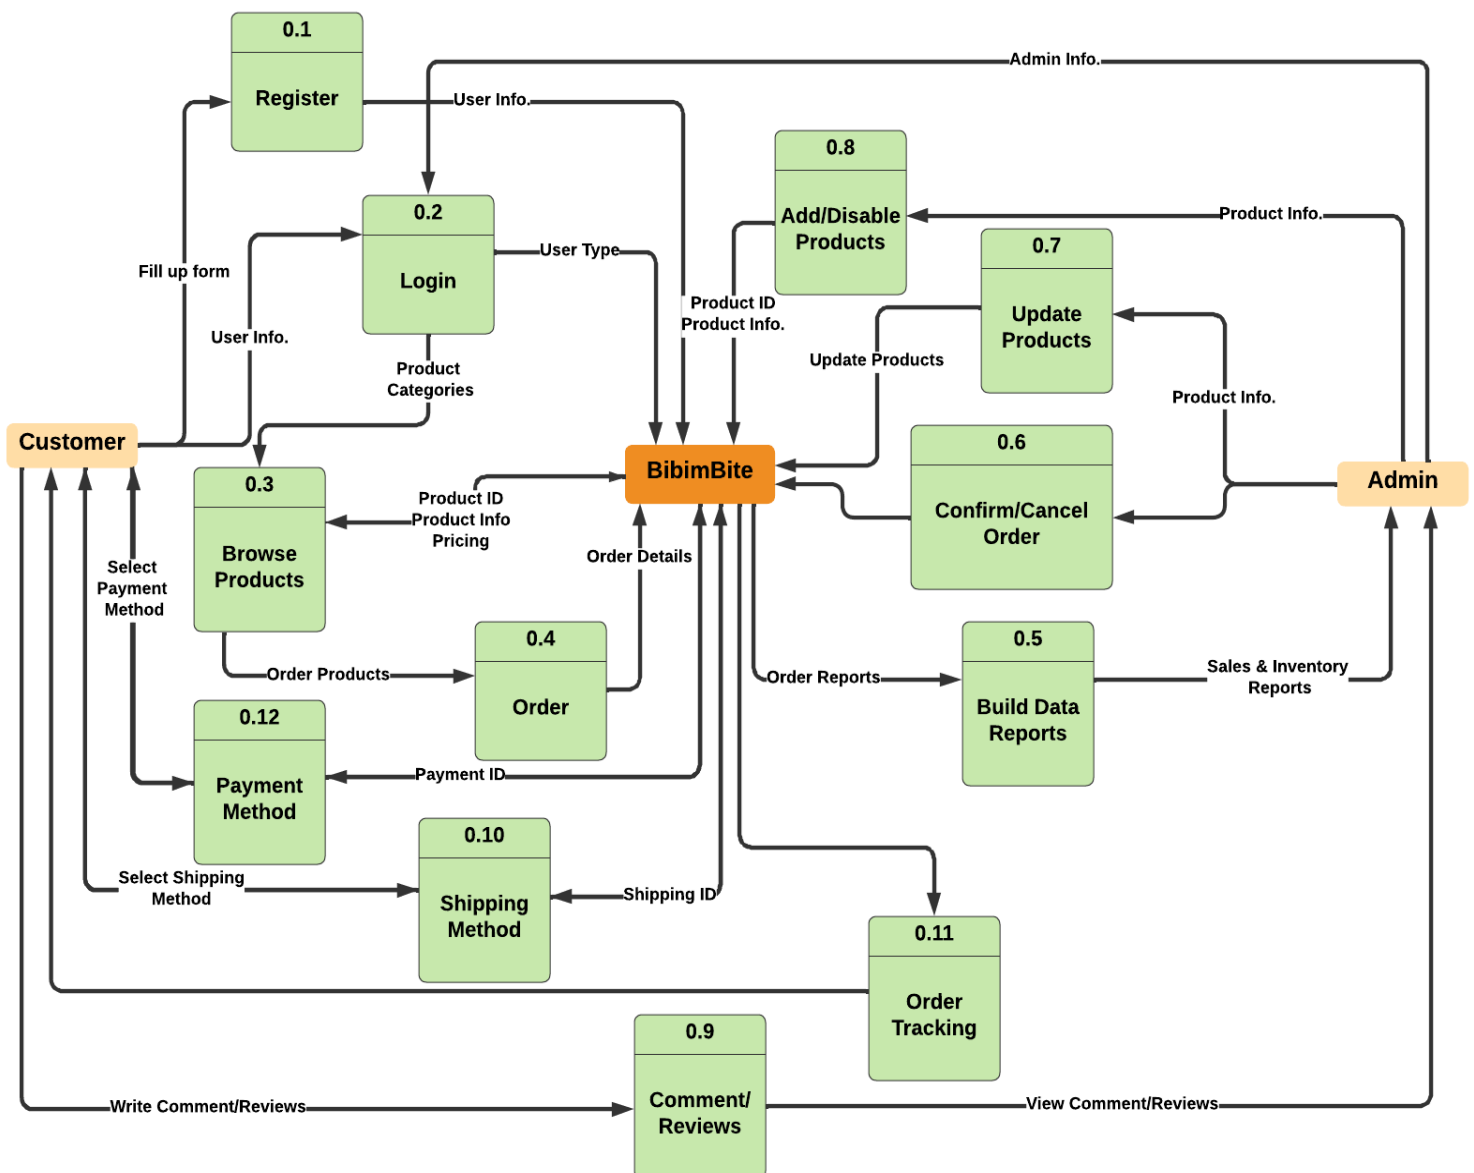 0.1
Register
Admin Info.
User Info.
0.8
Add/Disable
Products
0.2
Login
Product Info.
User Type
0.7
Update
Products
Fill up form
User Info.
Product ID
Product Info.
Update Products
Product
Categories
Product Info.
Customer
0.6
Confirm/Cancel
Order
BibimBite
Admin
0.3
Browse
Products
Product ID
Product Info
Pricing
Order Details
Select
Payment
Method
0.4
Order
0.5
Build Data
Reports
Order Products
Order Reports
Sales & Inventory
Reports
0.12
Payment
Method
Payment ID
0.10
Shipping
Method
Select Shipping
Method
Shipping ID
0.11
Order
Tracking
0.9
Comment/
Reviews
Write Comment/Reviews
View Comment/Reviews